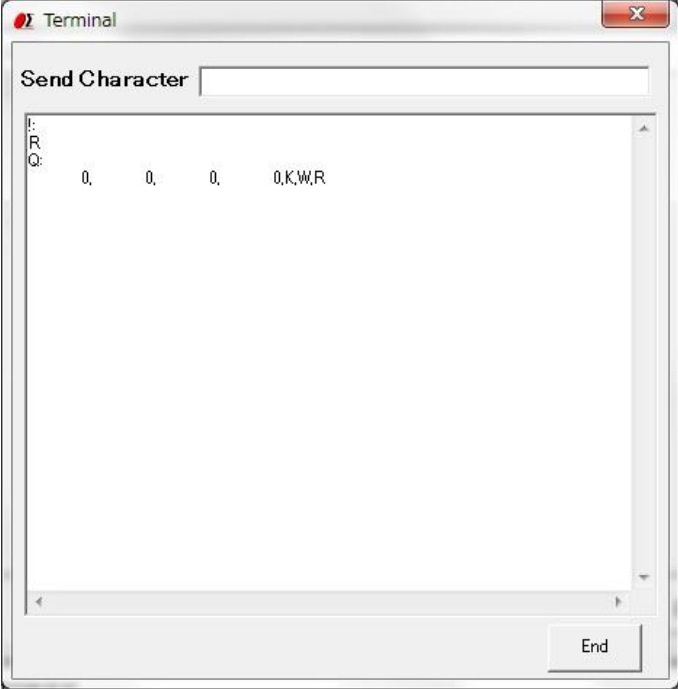 Terminal
Send Character
!:
R
Q:
0, 0, 0, 0,K,W,R
End